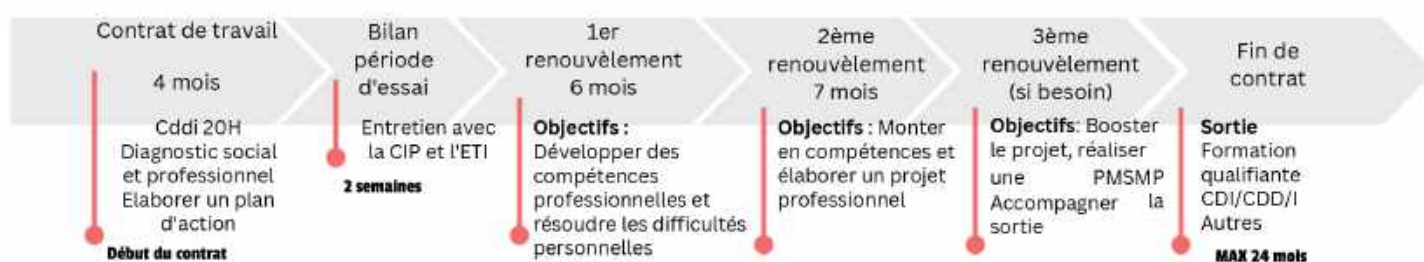 Contrat de travail
4 mois
Cddi 20H
Diagnostic social
et professionnel
Elaborer un plan
d'action
Début du contrat
Bilan
période
d'essai
Entretien avec
la CIP et l'ETI
2 semaines
1er
renouvèlement
6 mois
Objectifs :
Développer des
compétences
professionnelles et
résoudre les difficultés
personnelles
2ème
renouvèlement
7 mois
Objectifs : Monter
en compétences et
élaborer un projet
professionnel
3ème
renouvèlement
(si besoin)
Objectifs: Booster
le projet, réaliser
une PMSMP
Accompagner la
sortie
Fin de
contrat
Sortie
Formation
qualifiante
CDI/CDD/I
Autres
MAX 24 mois